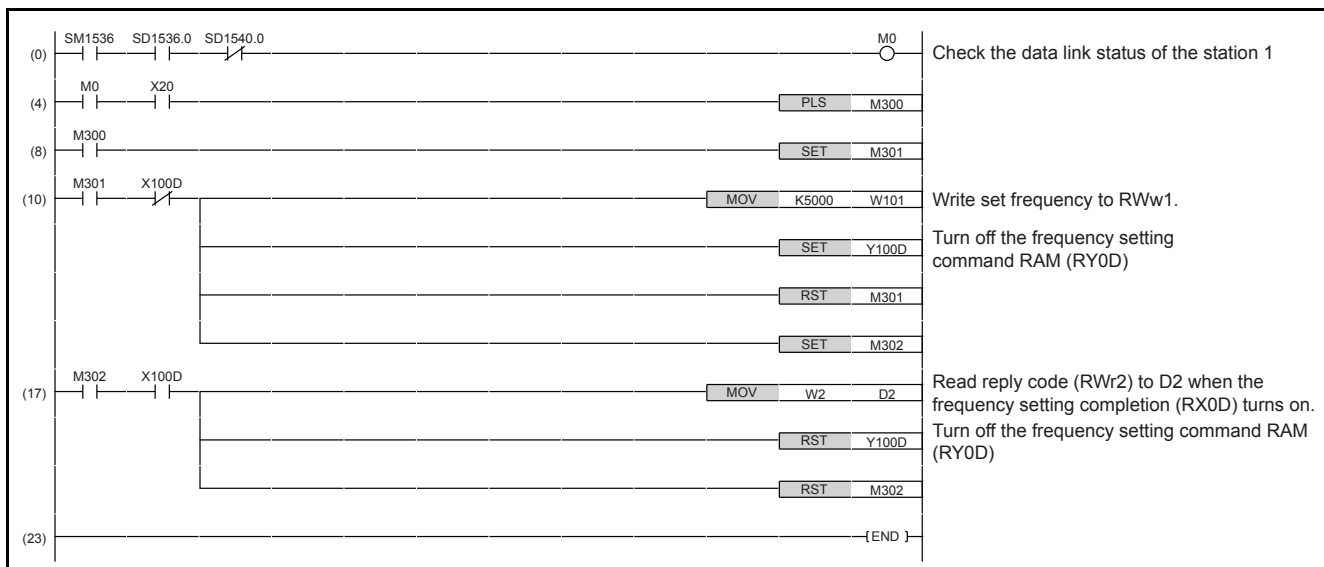 SM1536 SD1536.0 SD1540.0 M0
(0) Check the data link status of the station 1
M0 X20
(4) PLS M300
M300
(8) SET M301
M301 X100D
(10) MOV K5000 W101 Write set frequency to RWw1.
SET Y100D Turn off the frequency setting
command RAM (RY0D)
RST M301
SET M302
M302 X100D
(17) MOV W2 D2 Read reply code (RWr2) to D2 when the
frequency setting completion (RX0D) turns on.
RST Y100D Turn off the frequency setting command RAM
(RY0D)
RST M302
(23) END